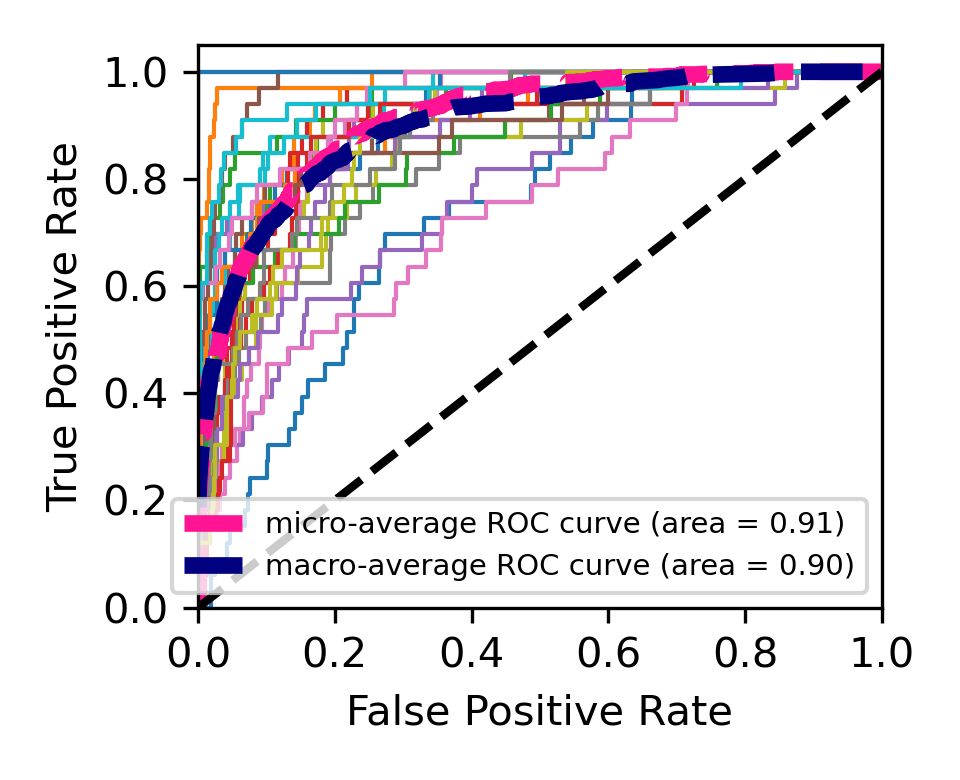 1.0
0.8
0.6
0.4
0.2
0.0
True Positive Rate
micro-average ROC curve (area = 0.91)
macro-average ROC curve (area = 0.90)
0.0 0.2 0.4 0.6 0.8 1.0
False Positive Rate